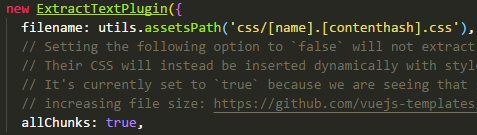 new ExtractTextPlugin({
filename: utils.assetsPath('css/[name].[contenthash].css'),
// Setting the following option to `false` will not extract
// Their CSS will instead be inserted dynamically with style
// It's currently set to `true` because we are seeing that
// increasing file size: https://github.com/vuejs-templates
allChunks: true,